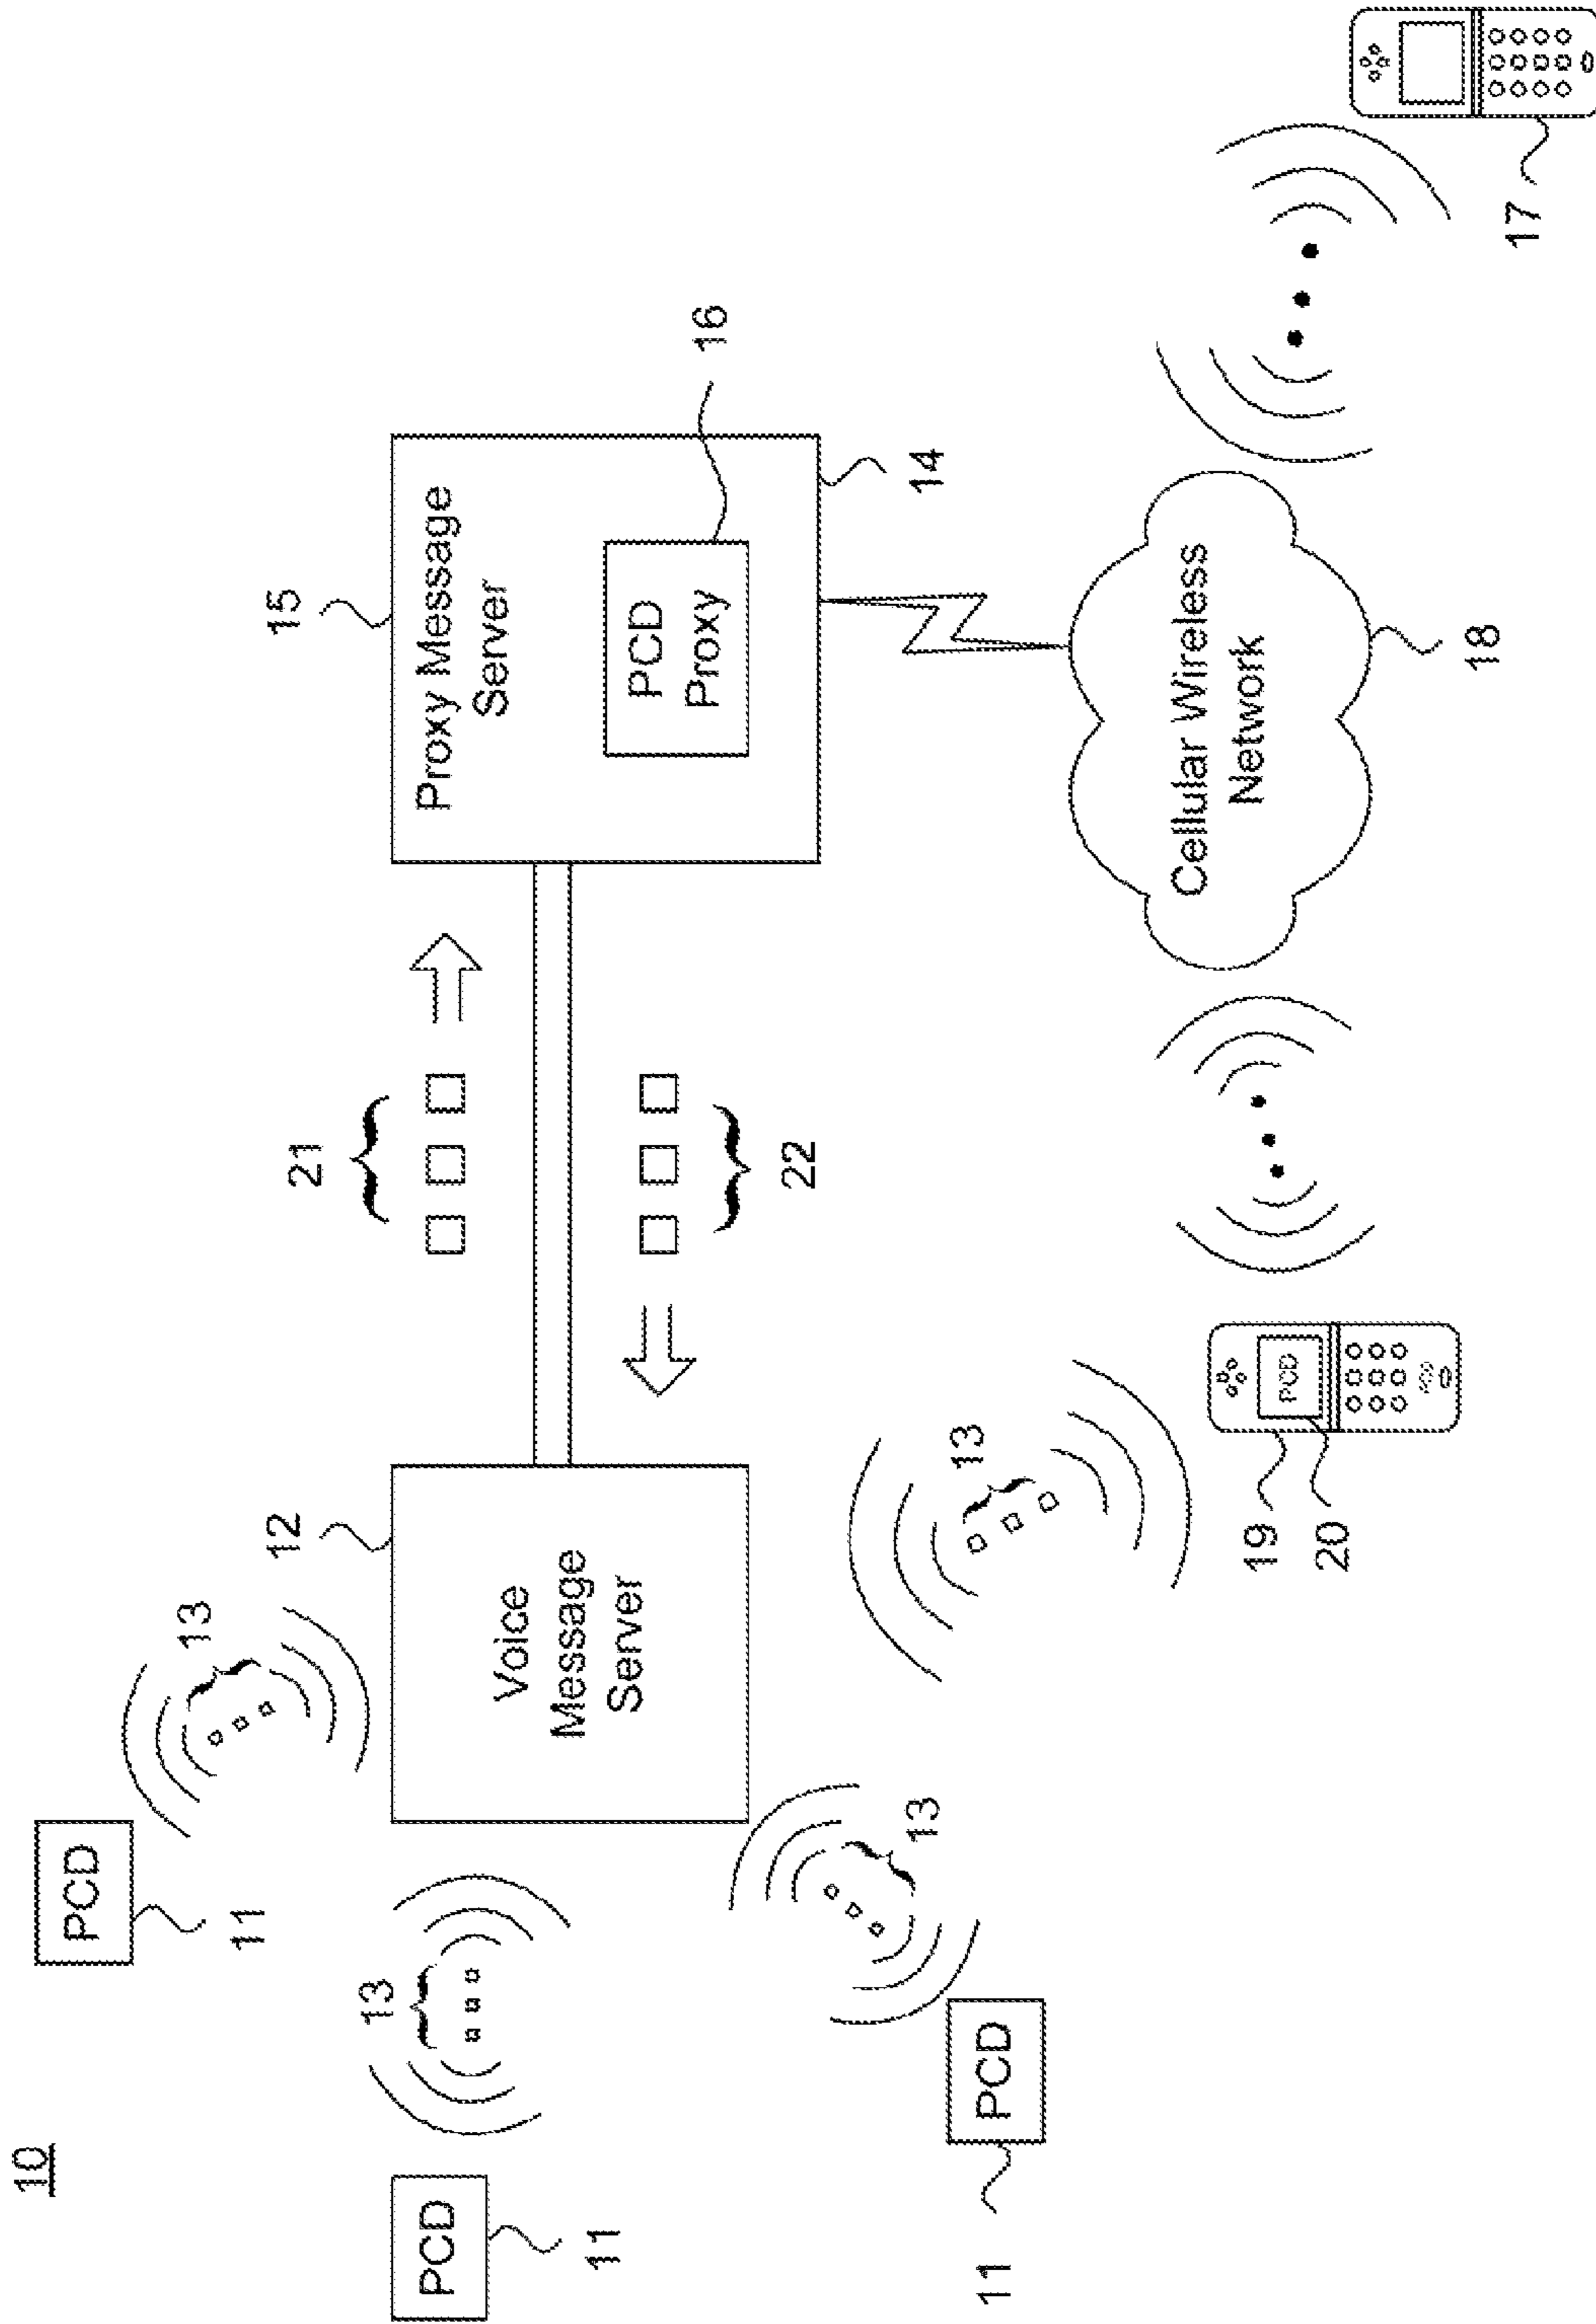 10
PCD
11
13
PCD
11
13
PCD
11
13
12
Voice
Message
Server
13
19
20
PCD
21
22
15
Proxy Message
Server
PCD
Proxy
16
14
Cellular Wireless
Network
18
17